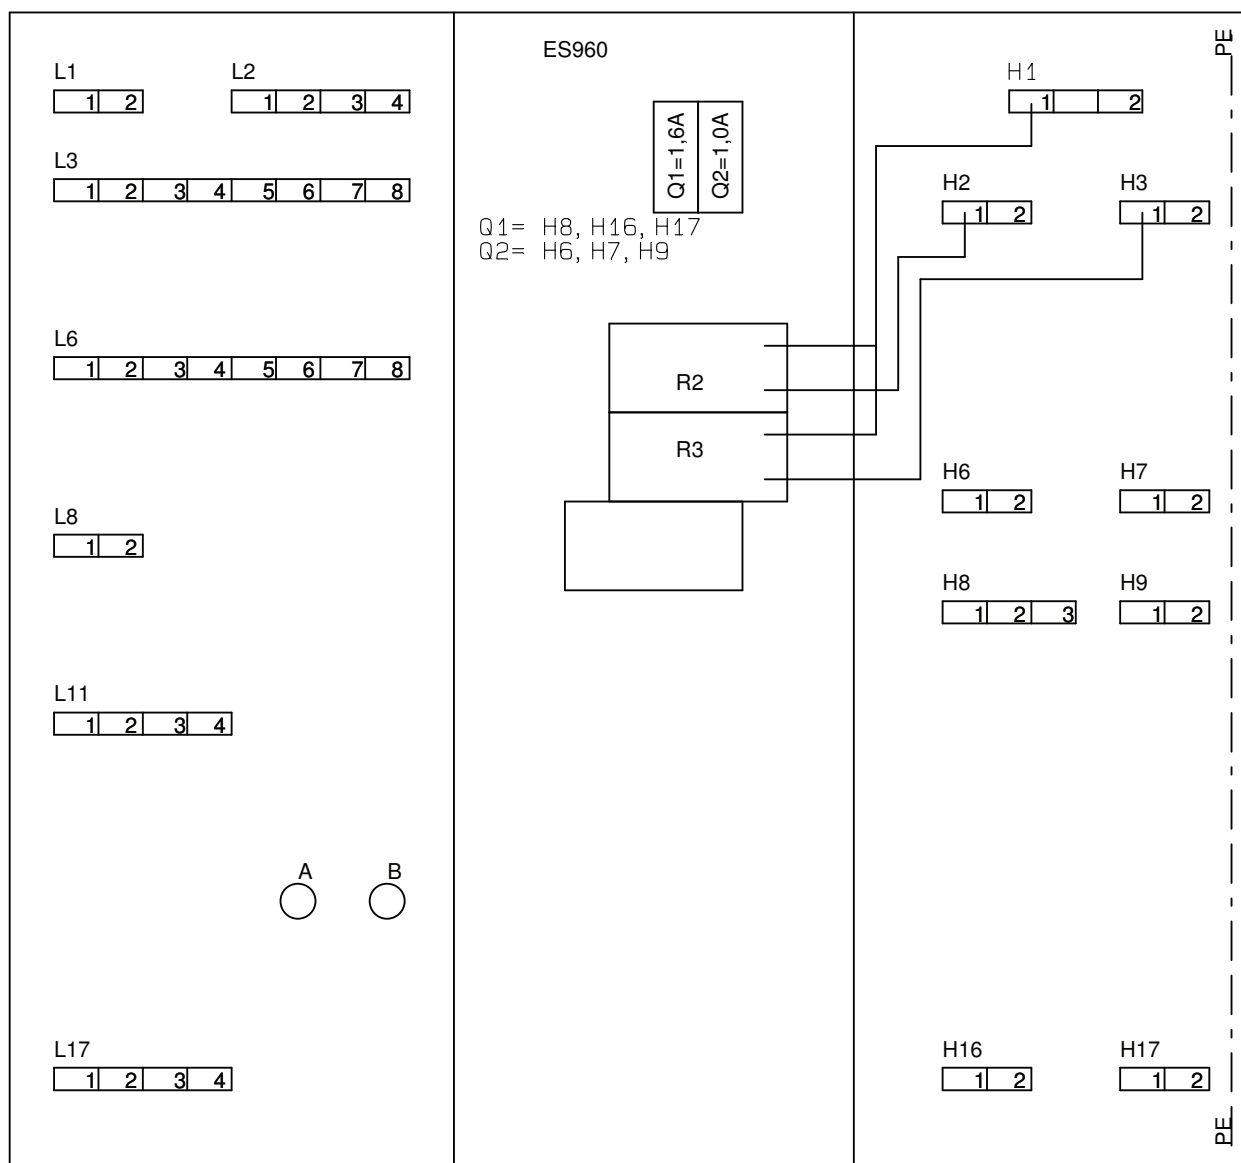 ES960
PE
L1
1 2
L2
1 2 3 4
H1
1 2
Q1=1,6A
Q2=1,0A
L3
1 2 3 4 5 6 7 8
H2
1 2
H3
1 2
Q1= H8, H16, H17
Q2= H6, H7, H9
L6
1 2 3 4 5 6 7 8
R2
R3
H6
1 2
H7
1 2
L8
1 2
H8
1 2 3
H9
1 2
L11
1 2 3 4
A
B
L17
1 2 3 4
H16
1 2
H17
1 2
PE